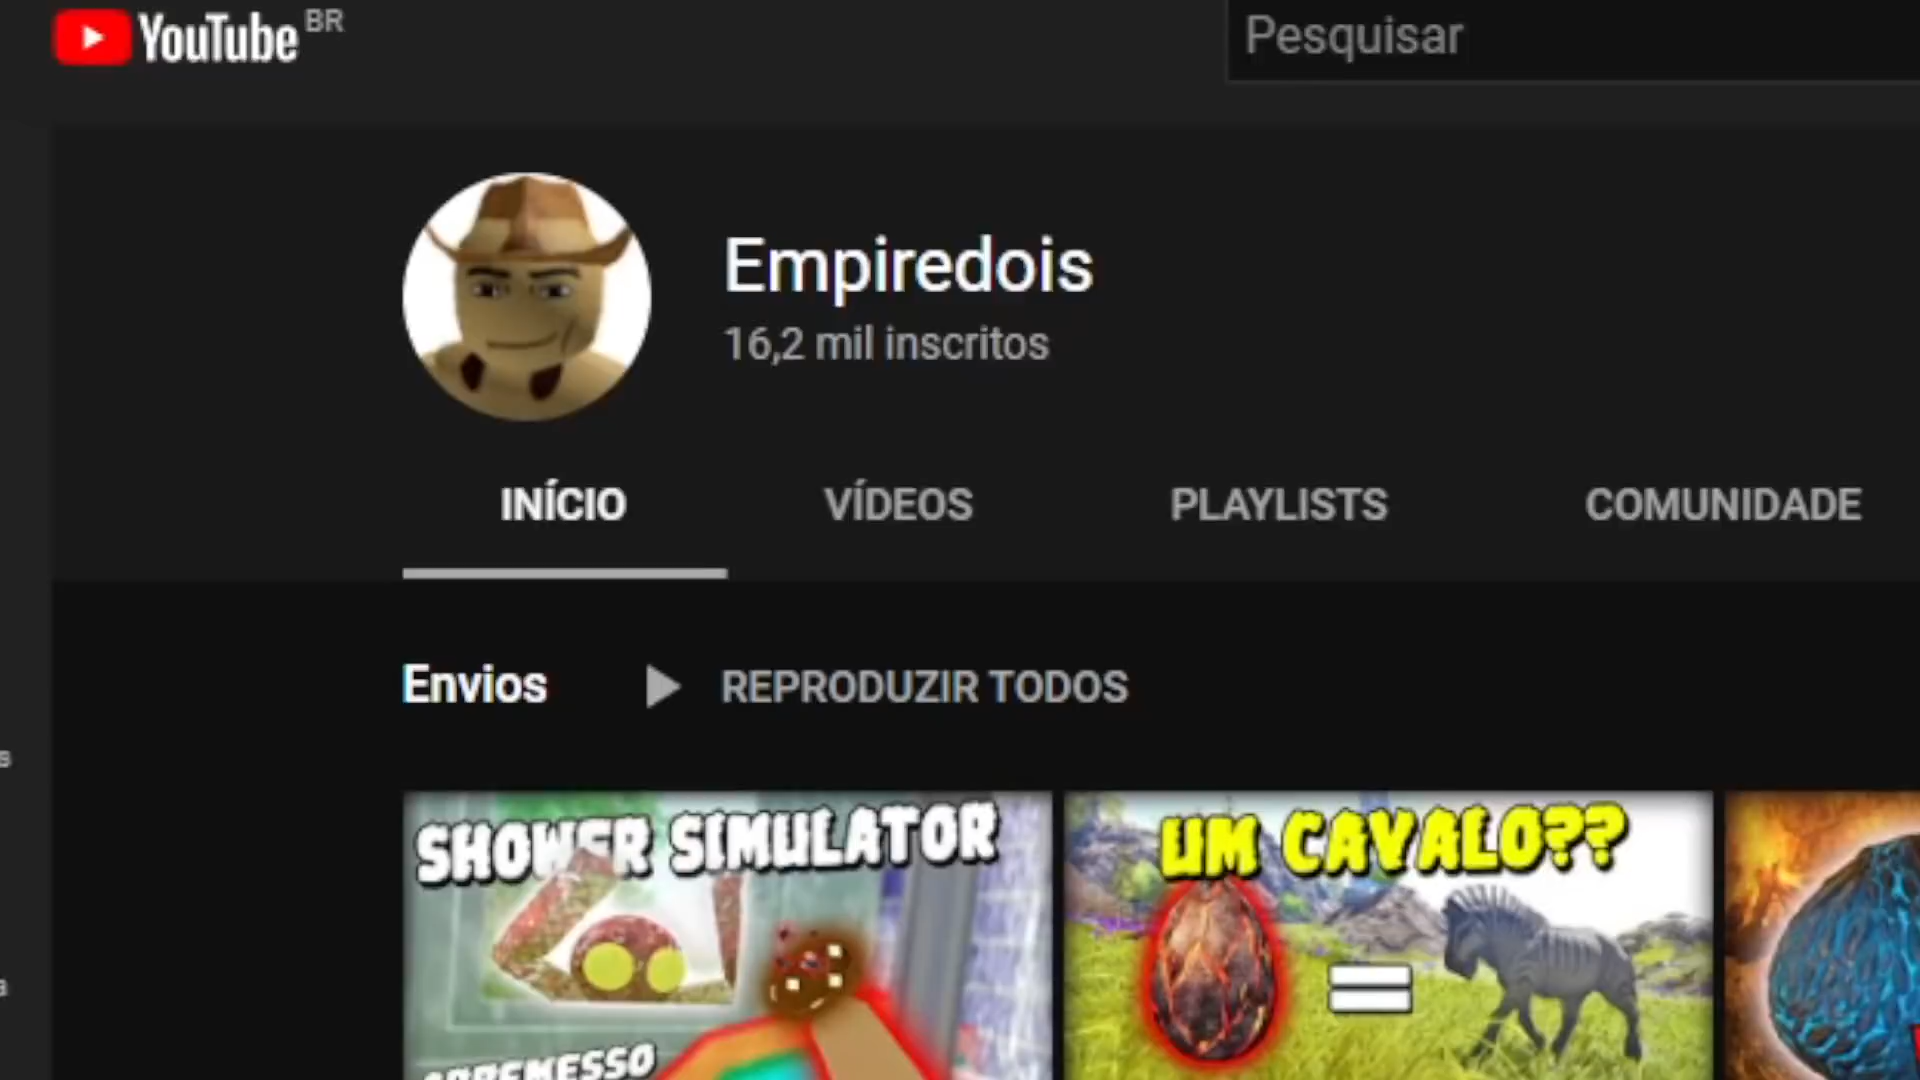 YouTube BR
Pesquisar
Empiredois
16,2 mil inscritos
INÍCIO VÍDEOS PLAYLISTS COMUNIDADE
Envios REPRODUZIR TODOS
SHOWER SIMULATOR
UM CAVALO??